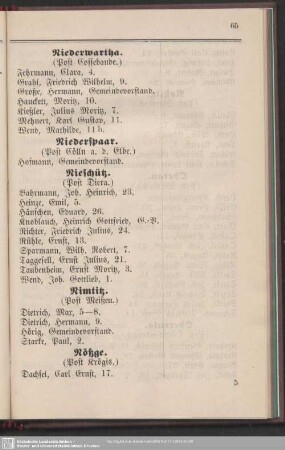 65
Niederwartha.
(Post Cossebaude.)
Fehrmann, Clara, 4.
Grahl, Friedrich Wilhelm, 9.
Große, Hermann, Gemeindevorstand.
Hauckelt, Moritz, 10.
Kießler, Julius Moritz, 7.
Mehnert, Karl Gustav, 17.
Wend, Mathilde, 11b.
Niederspaar.
(Post Cölln a. d. Elbe.)
Hofmann, Gemeindevorstand.
Nieschütz.
(Post Diera.)
Bahrmann, Joh. Heinrich, 23.
Heinze, Emil, 5.
Hänschen, Eduard, 26.
Knoblauch, Heinrich Gottfried, G.-V.
Richter, Friedrich Julius, 24.
Rühle, Ernst, 13.
Sparmann, Wilh. Robert, 7.
Taggesell, Ernst Julius, 21.
Taubenheim, Ernst Moritz, 3.
Wend, Joh. Gottlieb, 1.
Nimtitz.
(Post Meißen.)
Dietrich, Max, 5—8.
Dietrich, Hermann, 9.
Hörig, Gemeindevorstand.
Starke, Paul, 2.
Nößge.
(Post Krögis.)
Dachsel, Carl Ernst, 17.
5